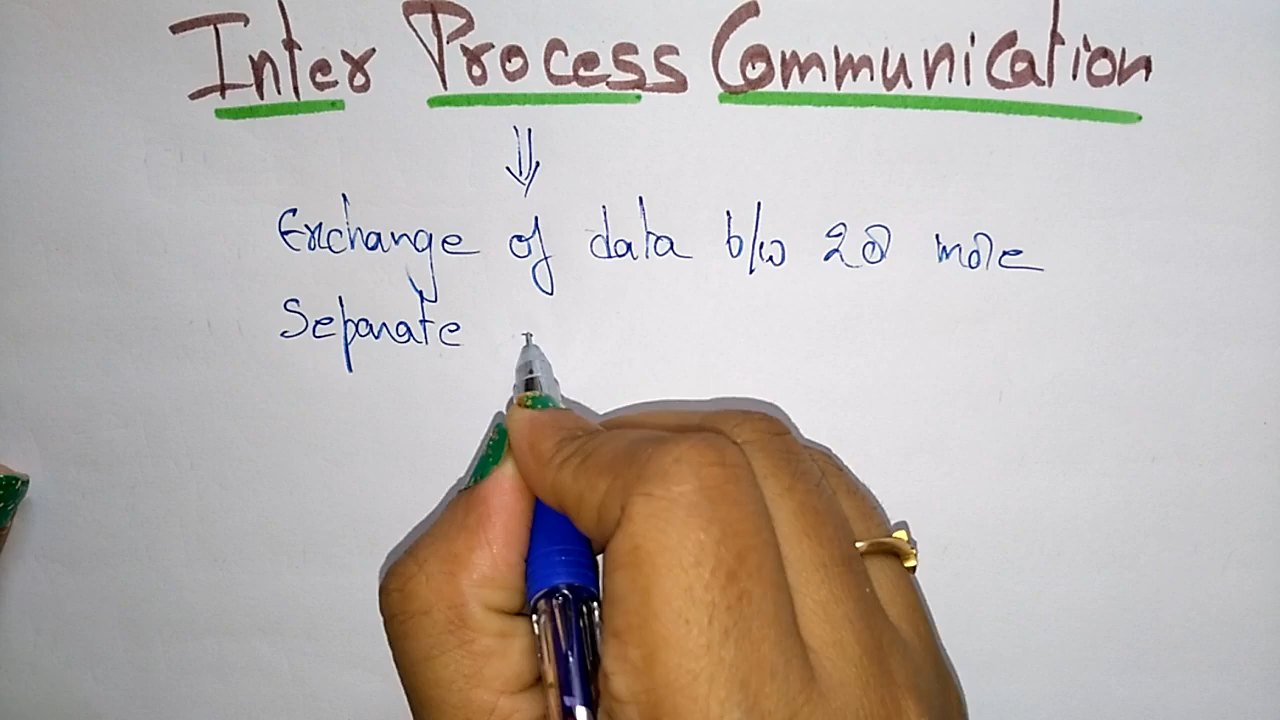 Inter Process Communication
Exchange of data b/w 2 or more
Separate